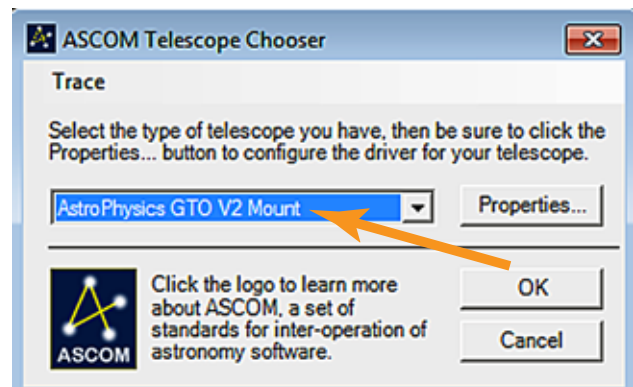 ASCOM Telescope Chooser
Trace
Select the type of telescope you have, then be sure to click the
Properties... button to configure the driver for your telescope.
AstroPhysics GTO V2 Mount
Properties...
Click the logo to learn more
about ASCOM, a set of
standards for inter-operation of
astronomy software.
ASCOM
OK
Cancel